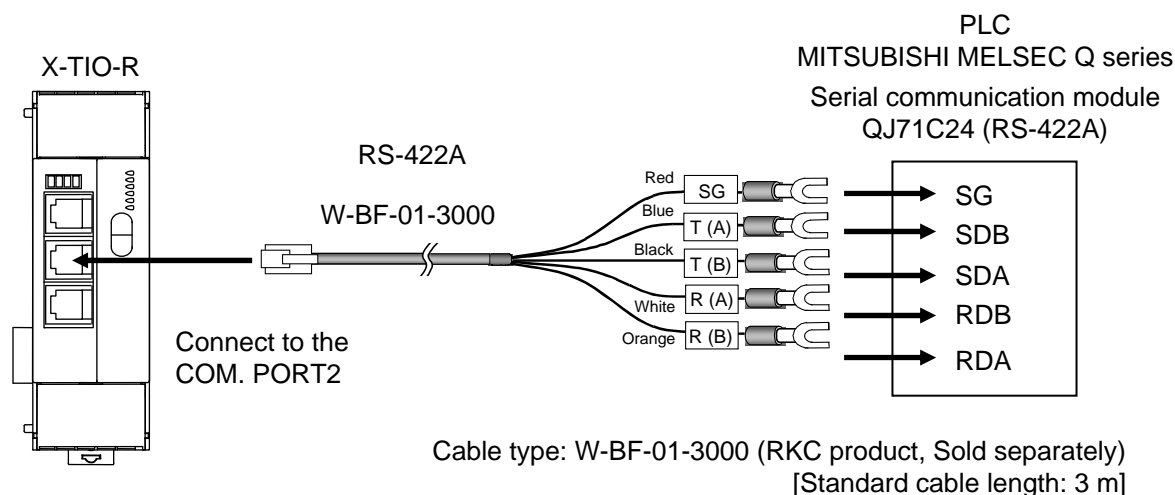 PLC
MITSUBISHI MELSEC Q series
X-TIO-R
Serial communication module
QJ71C24 (RS-422A)
RS-422A
W-BF-01-3000
Red
SG
SG
Blue
T (A)
SDB
Black
T (B)
SDA
White
R (A)
RDB
Orange
R (B)
RDA
Connect to the
COM. PORT2
Cable type: W-BF-01-3000 (RKC product, Sold separately)
[Standard cable length: 3 m]